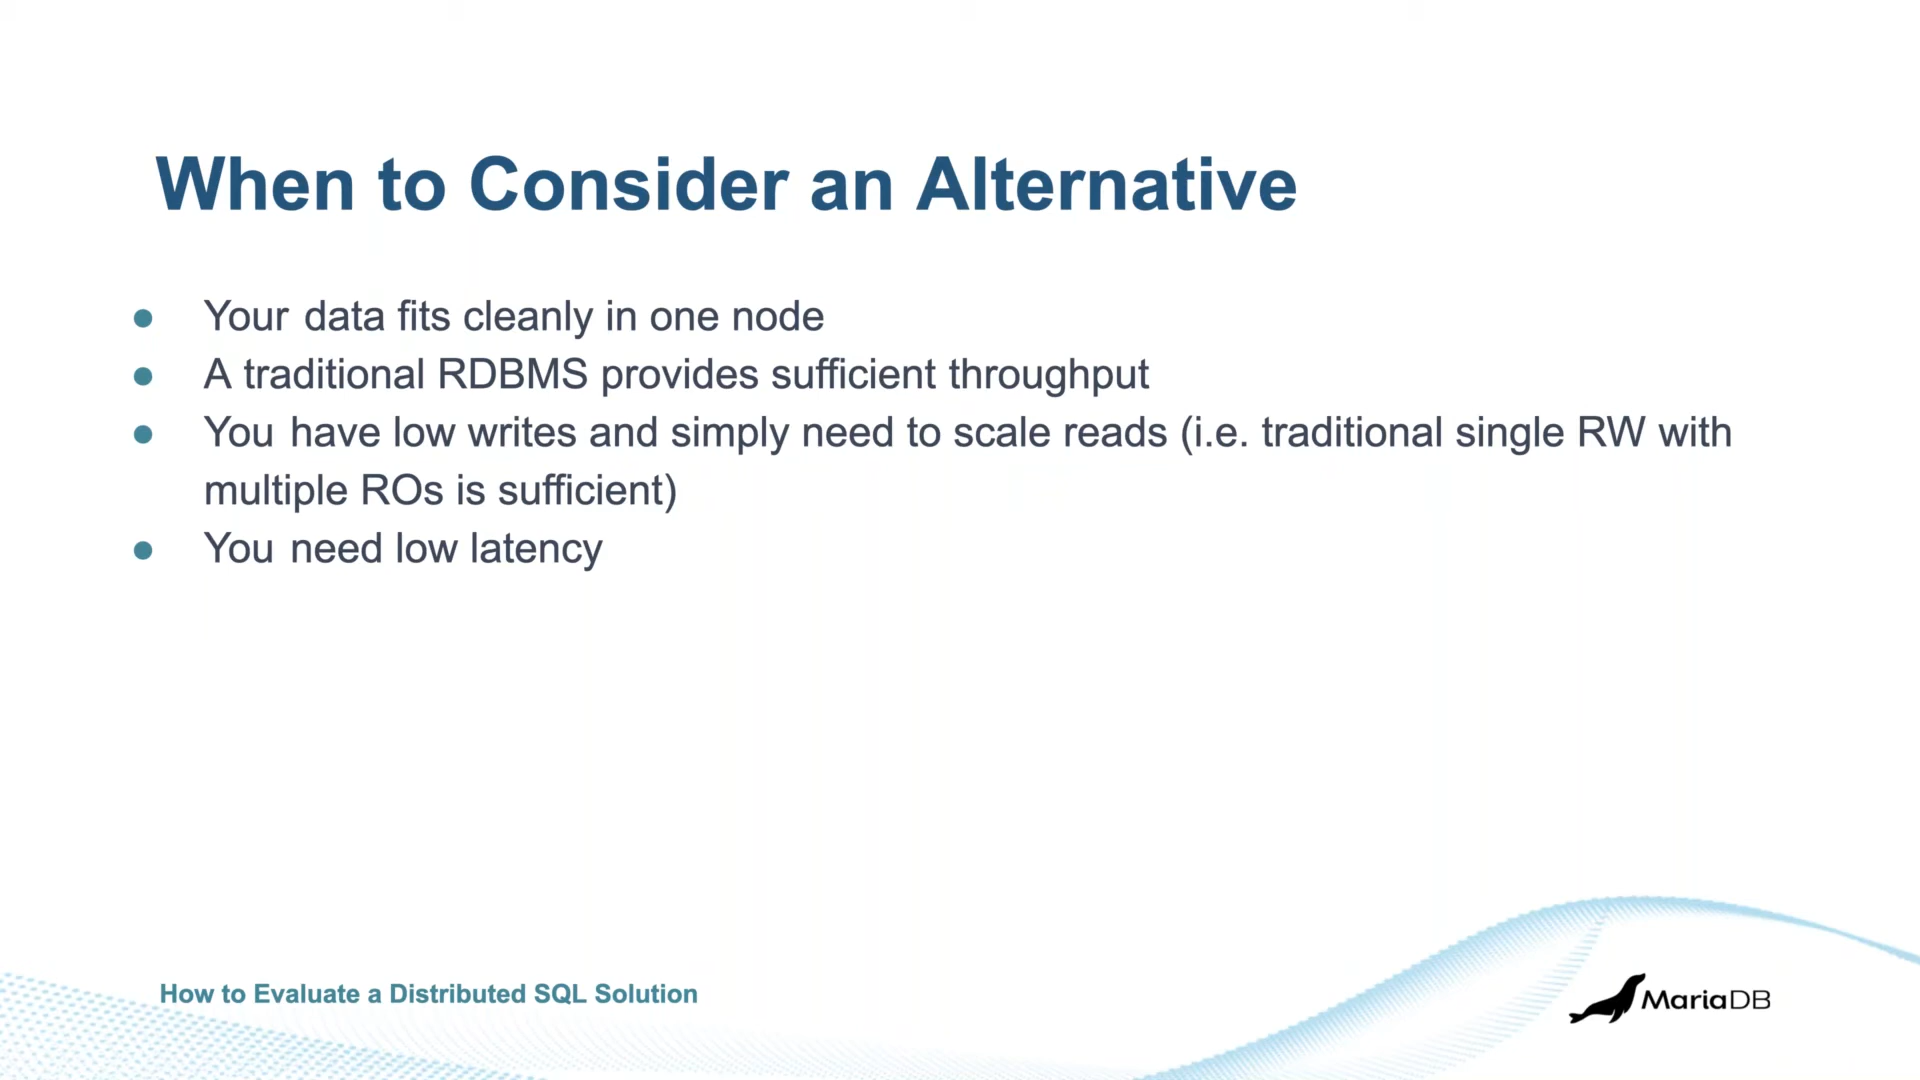 When to Consider an Alternative
● Your data fits cleanly in one node
● A traditional RDBMS provides sufficient throughput
● You have low writes and simply need to scale reads (i.e. traditional single RW with
multiple ROs is sufficient)
● You need low latency
How to Evaluate a Distributed SQL Solution
MariaDB